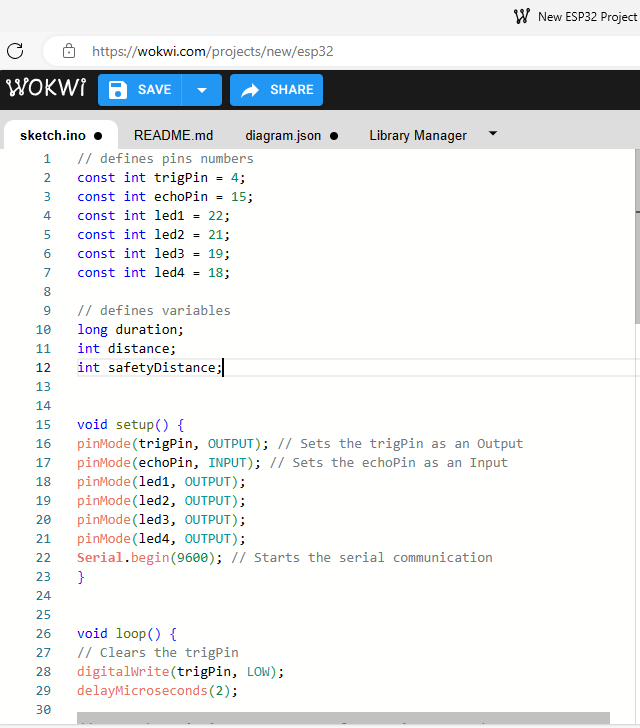 New ESP32 Project
https://wokwi.com/projects/new/esp32
WOKWI SAVE SHARE
sketch.ino ● README.md diagram.json ● Library Manager
1 // defines pins numbers
2 const int trigPin = 4;
3 const int echoPin = 15;
4 const int led1 = 22;
5 const int led2 = 21;
6 const int led3 = 19;
7 const int led4 = 18;
8
9 // defines variables
10 long duration;
11 int distance;
12 int safetyDistance;
13
14
15 void setup() {
16 pinMode(trigPin, OUTPUT); // Sets the trigPin as an Output
17 pinMode(echoPin, INPUT); // Sets the echoPin as an Input
18 pinMode(led1, OUTPUT);
19 pinMode(led2, OUTPUT);
20 pinMode(led3, OUTPUT);
21 pinMode(led4, OUTPUT);
22 Serial.begin(9600); // Starts the serial communication
23 }
24
25
26 void loop() {
27 // Clears the trigPin
28 digitalWrite(trigPin, LOW);
29 delayMicroseconds(2);
30